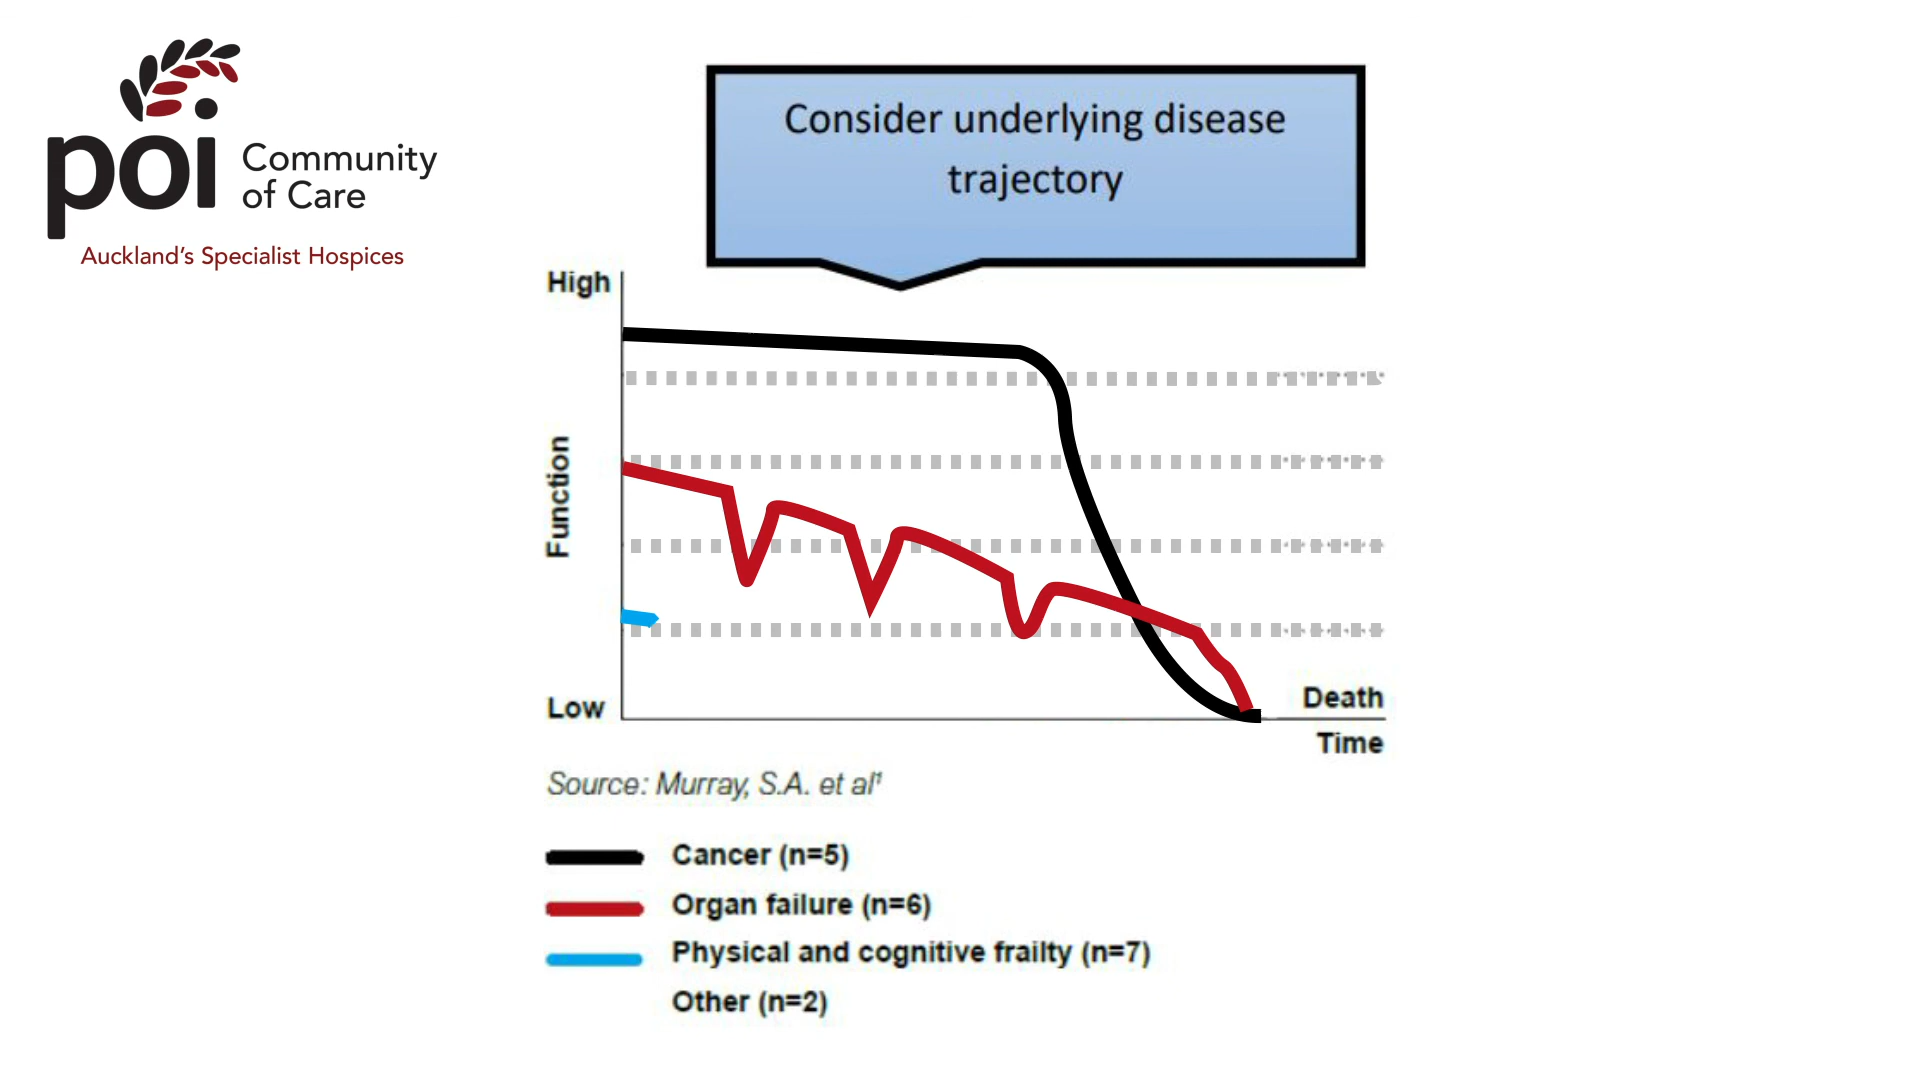 poi Community
of Care
Auckland's Specialist Hospices
Consider underlying disease
trajectory
High
Function
Low
Death
Time
Source: Murray, S.A. et al¹
Cancer (n=5)
Organ failure (n=6)
Physical and cognitive frailty (n=7)
Other (n=2)